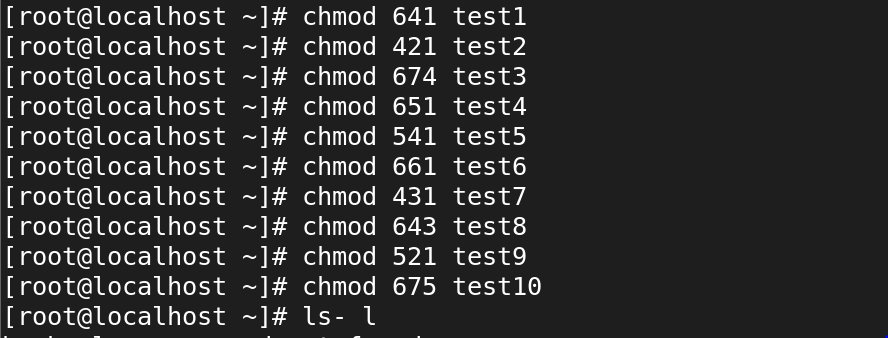 [root@localhost ~]# chmod 641 test1
[root@localhost ~]# chmod 421 test2
[root@localhost ~]# chmod 674 test3
[root@localhost ~]# chmod 651 test4
[root@localhost ~]# chmod 541 test5
[root@localhost ~]# chmod 661 test6
[root@localhost ~]# chmod 431 test7
[root@localhost ~]# chmod 643 test8
[root@localhost ~]# chmod 521 test9
[root@localhost ~]# chmod 675 test10
[root@localhost ~]# ls- l